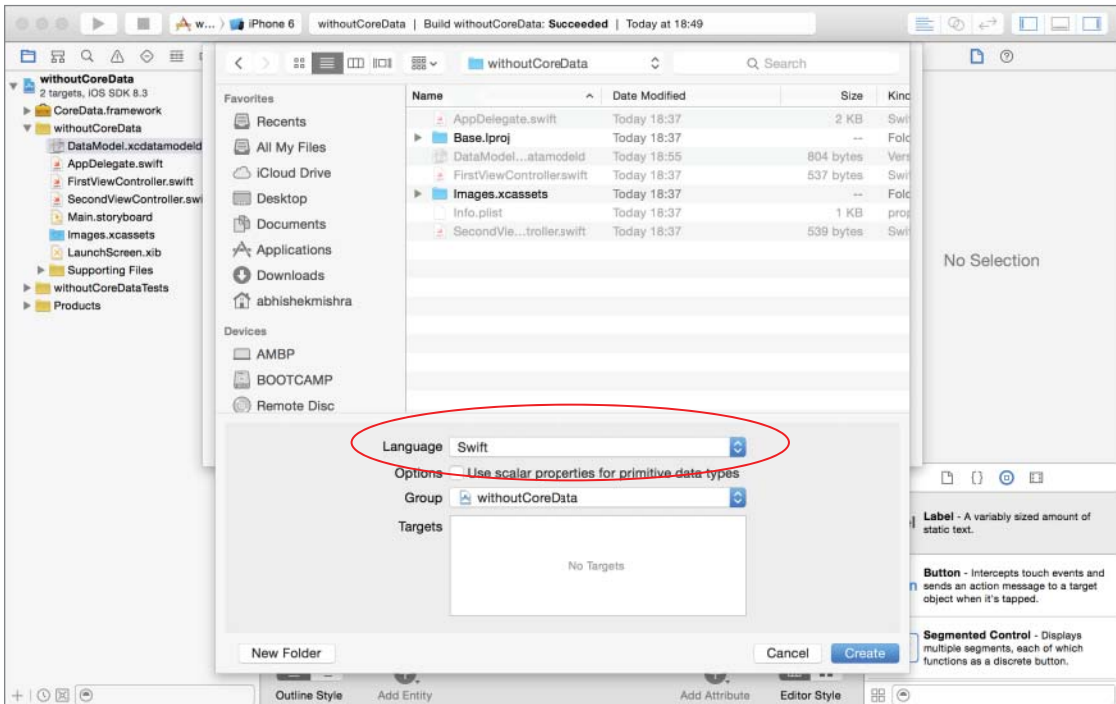 w... iPhone 6 withoutCoreData | Build withoutCoreData: Succeeded | Today at 18:49
withoutCoreData
2 targets, iOS SDK 8.3
CoreData.framework
withoutCoreData
DataModel.xcdatamodeld
AppDelegate.swift
FirstViewController.swift
SecondViewController.swi
Main.storyboard
Images.xcassets
LaunchScreen.xib
Supporting Files
withoutCoreDataTests
Products
withoutCoreData Search
Favorites
Recents
All My Files
iCloud Drive
Desktop
Documents
Applications
Downloads
abhishekmishra
Devices
AMBP
BOOTCAMP
Remote Disc
Name Date Modified Size Kinc
AppDelegate.swift Today 18:37 2 KB Swi
Base.lproj Today 18:37 -- Fold
DataModel...atamodeld Today 18:55 804 bytes Vers
FirstViewController.swift Today 18:37 537 bytes Swi
Images.xcassets Today 18:37 -- Fold
Info.plist Today 18:37 1 KB prop
SecondVie...troller.swift Today 18:37 539 bytes Swi
Language Swift
Options Use scalar properties for primitive data types
Group withoutCoreData
Targets
No Targets
New Folder Cancel Create
No Selection
Label - A variably sized amount of
static text.
Button - Intercepts touch events and
sends an action message to a target
object when it's tapped.
Segmented Control - Displays
multiple segments, each of which
functions as a discrete button.
Outline Style Add Entity Add Attribute Editor Style